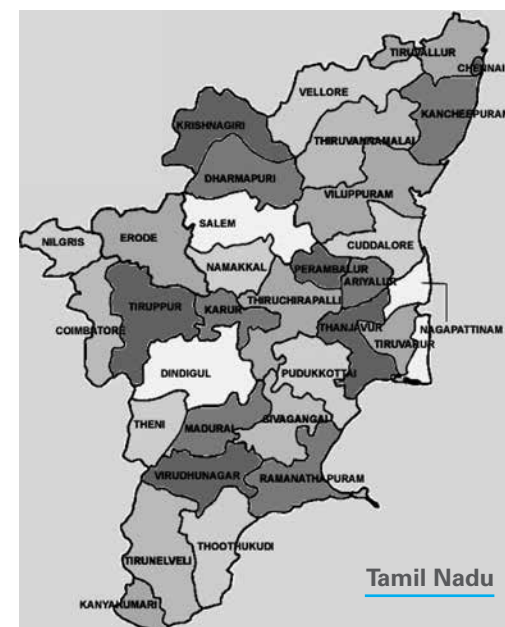 TIRUVALLUR
CHENNAI
VELLORE
KANCHEEPURAM
KRISHNAGIRI
THIRUVANNAMALAI
DHARMAPURI
VILUPPURAM
SALEM
NILGRIS
ERODE
CUDDALORE
NAMAKKAL
PERAMBALUR
ARIYALUR
TIRUPPUR
KARUR
THIRUCHIRAPALLI
COIMBATORE
THANJAVUR
NAGAPATTINAM
TIRUVARUR
DINDIGUL
PUDUKKOTTAI
THENI
SIVAGANGAI
MADURAI
VIRUDHUNAGAR
RAMANATHAPURAM
THOOTHUKUDI
TIRUNELVELI
Tamil Nadu
KANYAKUMARI